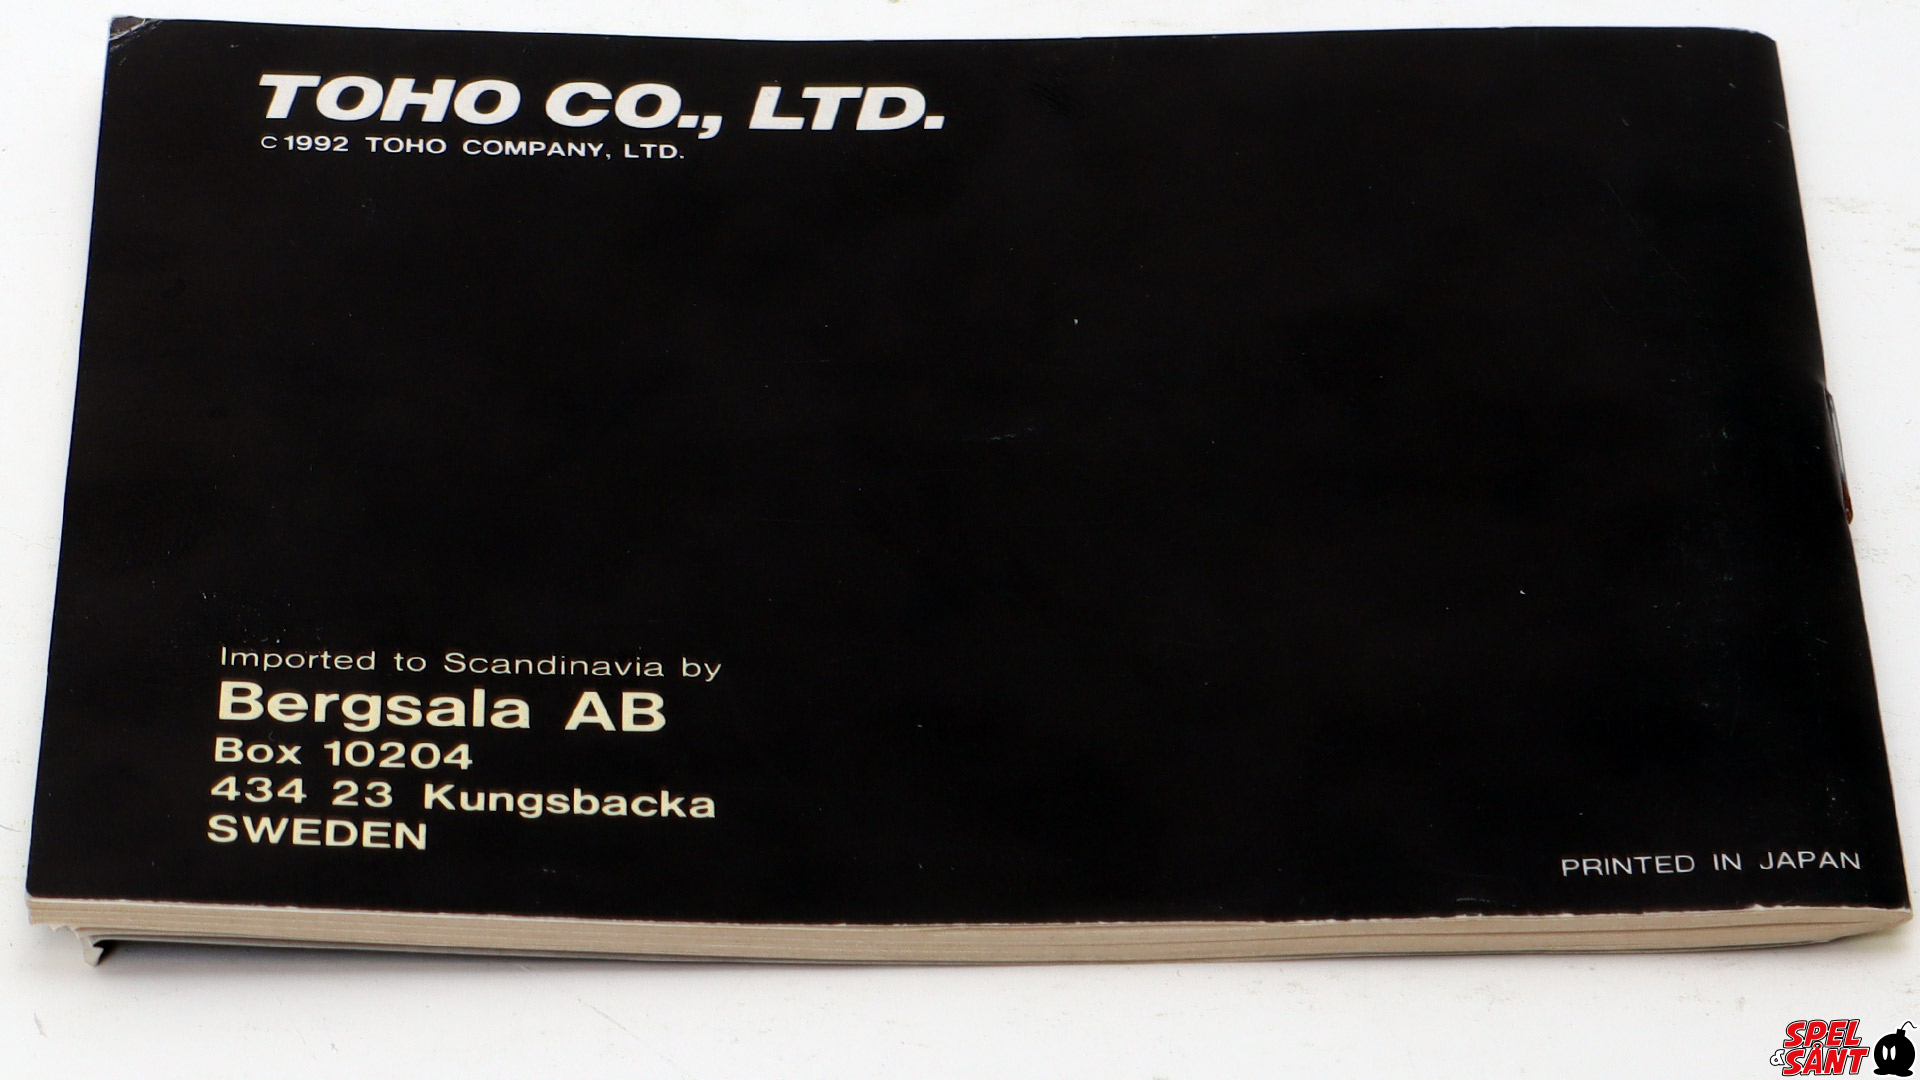 TOHO CO., LTD.
C 1992 TOHO COMPANY, LTD.
Imported to Scandinavia by
Bergsala AB
Box 10204
434 23 Kungsbacka
SWEDEN
PRINTED IN JAPAN
SPEL
&SÅNT